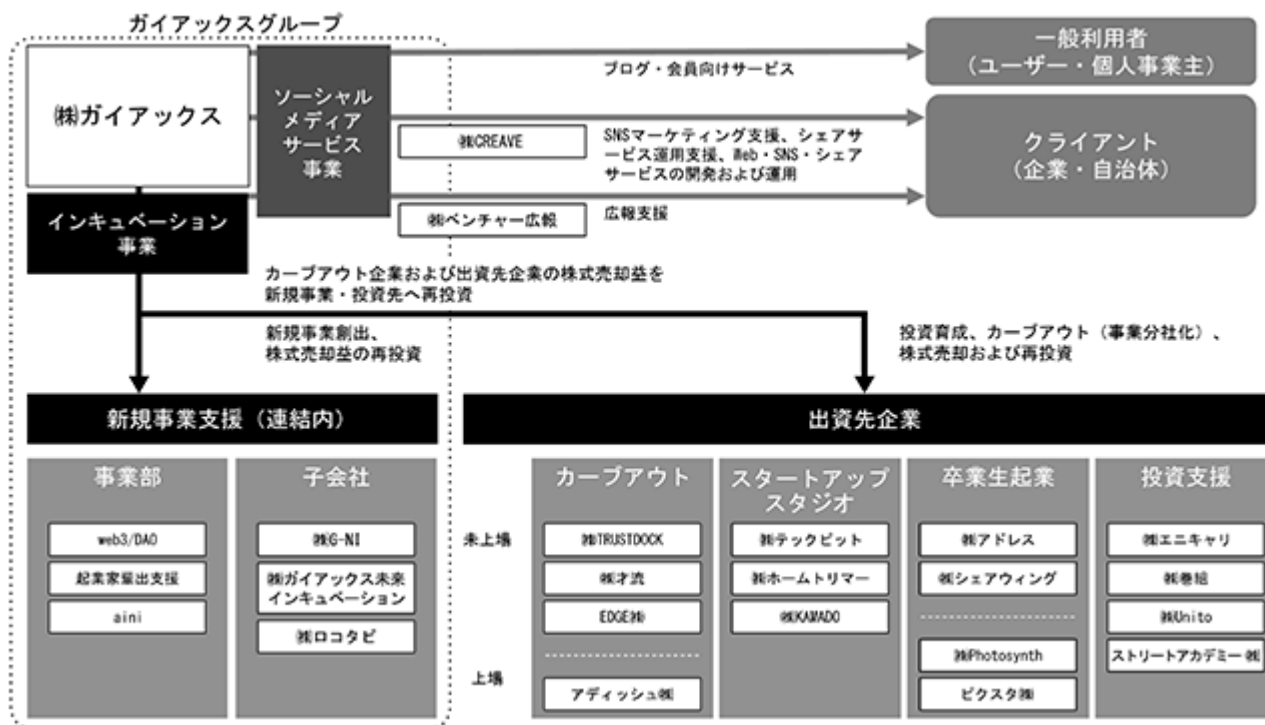 ガイアックスグループ
㈱ガイアックス
ソーシャル
メディア
サービス
事業
ブログ・会員向けサービス
一般利用者
(ユーザー・個人事業主)
㈱CREAVE
SNSマーケティング支援、シェアサ
ービス運用支援、Web・SNS・シェア
サービスの開発および運用
クライアント
(企業・自治体)
㈱ベンチャー広報
広報支援
インキュベーション
事業
カーブアウト企業および出資先企業の株式売却益を
新規事業・投資先へ再投資
新規事業創出、
株式売却益の再投資
投資育成、カーブアウト(事業分社化)、
株式売却および再投資
新規事業支援(連結内)
事業部
web3/DAO
起業家輩出支援
aini
子会社
㈱G-NI
㈱ガイアックス未来
インキュベーション
㈱ロコタビ
出資先企業
未上場
上場
カーブアウト
㈱TRUSTDOCK
㈱才流
EDGE㈱
アディッシュ㈱
スタートアップ
スタジオ
㈱テックビット
㈱ホームトリマー
㈱KAMADO
卒業生起業
㈱アドレス
㈱シェアウィング
㈱Photosynth
ピクスタ㈱
投資支援
㈱エニキャリ
㈱巻組
㈱Unito
ストリートアカデミー㈱